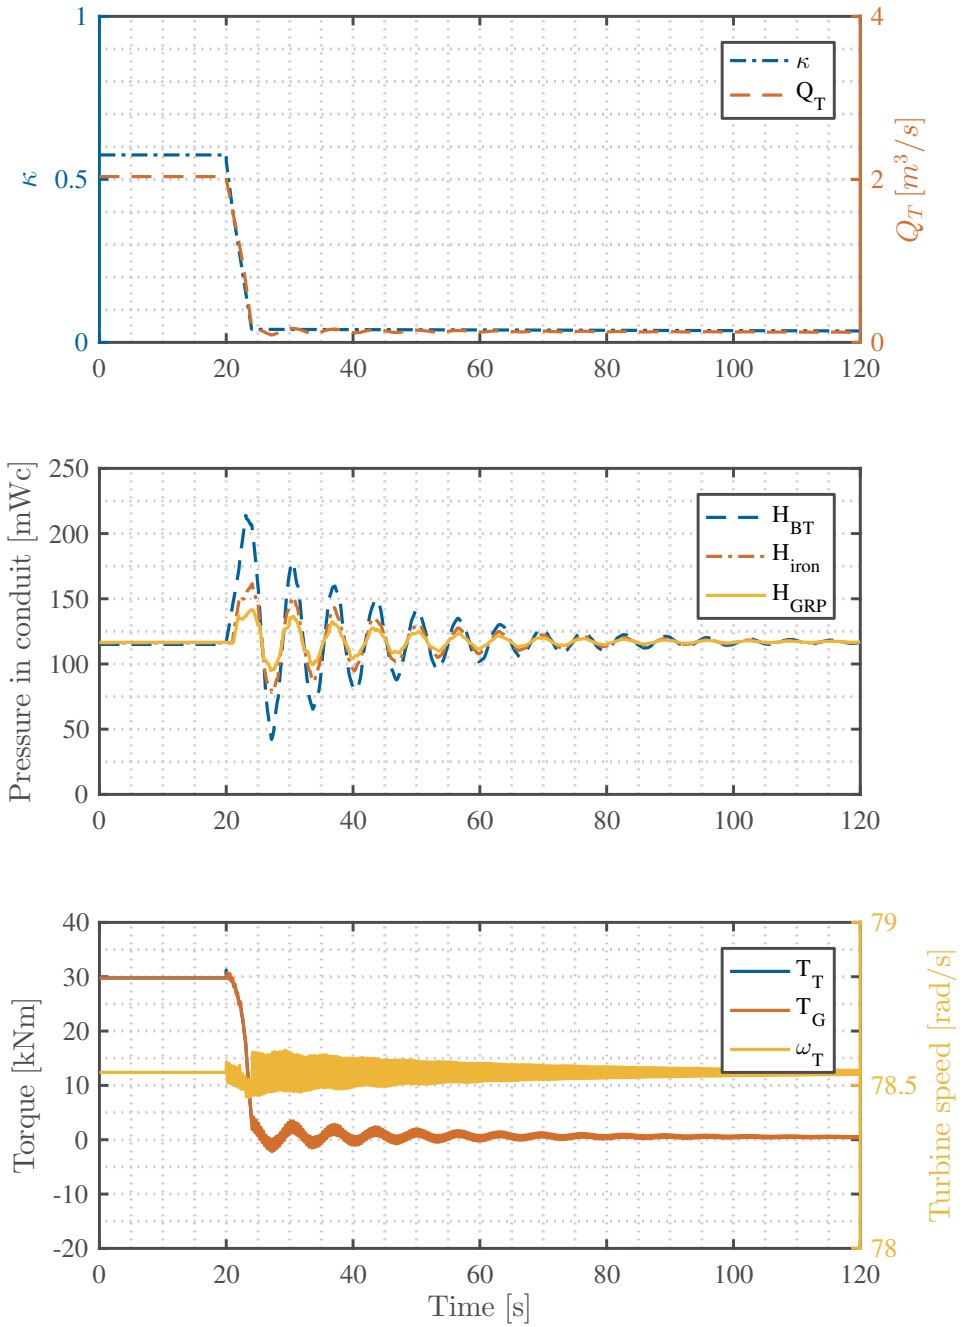 1
0.5
0
κ
κ
Q_T
4
2
0
Q_T [m^3/s]
0 20 40 60 80 100 120
250
200
150
100
50
0
Pressure in conduit [mWc]
H_BT
H_iron
H_GRP
0 20 40 60 80 100 120
40
30
20
10
0
-10
-20
Torque [kNm]
T_T
T_G
ω_T
79
78.5
78
Turbine speed [rad/s]
0 20 40 60 80 100 120
Time [s]